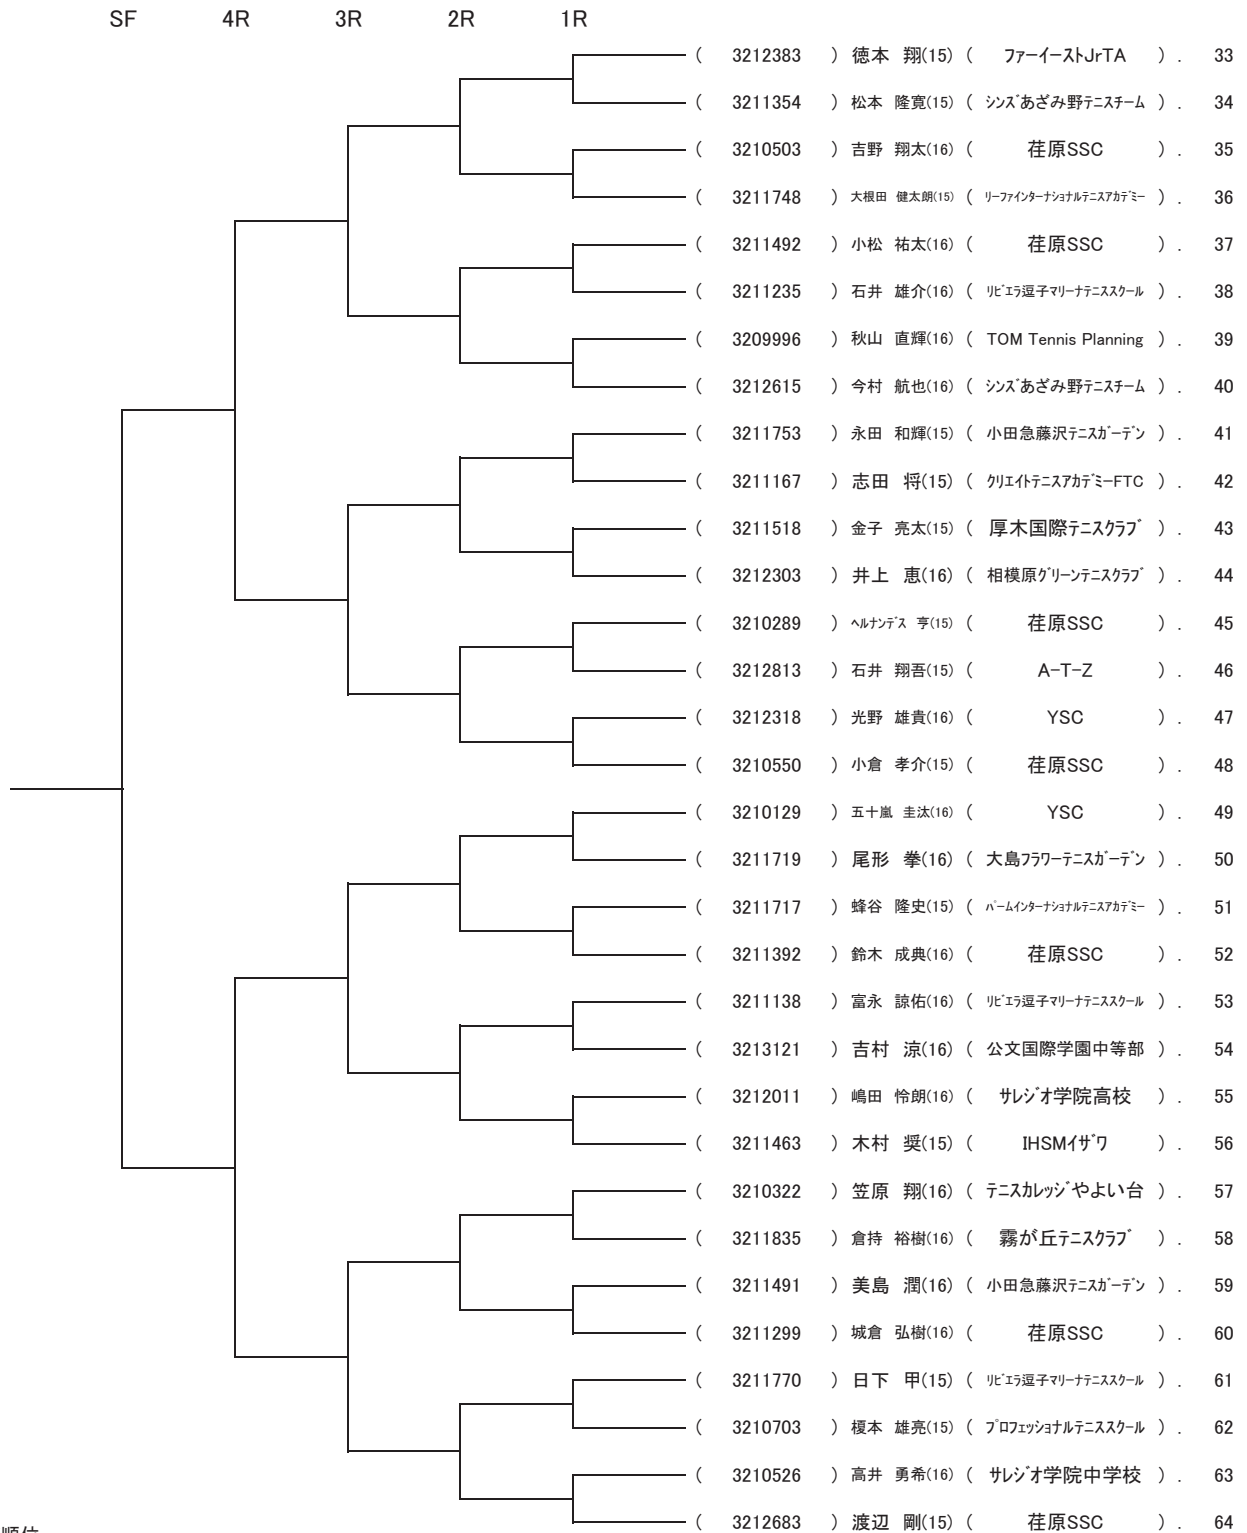 SF 4R 3R 2R 1R
( 3212383 ) 徳本 翔(15) ( ファーイーストJrTA ) . 33
( 3211354 ) 松本 隆寛(15) ( シンズあざみ野テニスチーム ) . 34
( 3210503 ) 吉野 翔太(16) ( 荏原SSC ) . 35
( 3211748 ) 大根田 健太朗(15) ( リーファインターナショナルテニスアカデミー ) . 36
( 3211492 ) 小松 祐太(16) ( 荏原SSC ) . 37
( 3211235 ) 石井 雄介(16) ( リビエラ逗子マリーナテニススクール ) . 38
( 3209996 ) 秋山 直輝(16) ( TOM Tennis Planning ) . 39
( 3212615 ) 今村 航也(16) ( シンズあざみ野テニスチーム ) . 40
( 3211753 ) 永田 和輝(15) ( 小田急藤沢テニスガーデン ) . 41
( 3211167 ) 志田 将(15) ( クリエイトテニスアカデミーFTC ) . 42
( 3211518 ) 金子 亮太(15) ( 厚木国際テニスクラブ ) . 43
( 3212303 ) 井上 恵(16) ( 相模原グリーンテニスクラブ ) . 44
( 3210289 ) ヘルナンデス 亨(15) ( 荏原SSC ) . 45
( 3212813 ) 石井 翔吾(15) ( A-T-Z ) . 46
( 3212318 ) 光野 雄貴(16) ( YSC ) . 47
( 3210550 ) 小倉 孝介(15) ( 荏原SSC ) . 48
( 3210129 ) 五十嵐 圭汰(16) ( YSC ) . 49
( 3211719 ) 尾形 拳(16) ( 大島フラワーテニスガーデン ) . 50
( 3211717 ) 蜂谷 隆史(15) ( パームインターナショナルテニスアカデミー ) . 51
( 3211392 ) 鈴木 成典(16) ( 荏原SSC ) . 52
( 3211138 ) 富永 諒佑(16) ( リビエラ逗子マリーナテニススクール ) . 53
( 3213121 ) 吉村 涼(16) ( 公文国際学園中等部 ) . 54
( 3212011 ) 嶋田 怜朗(16) ( サレジオ学院高校 ) . 55
( 3211463 ) 木村 奨(15) ( IHSMイザワ ) . 56
( 3210322 ) 笠原 翔(16) ( テニスカレッジやよい台 ) . 57
( 3211835 ) 倉持 裕樹(16) ( 霧が丘テニスクラブ ) . 58
( 3211491 ) 美島 潤(16) ( 小田急藤沢テニスガーデン ) . 59
( 3211299 ) 城倉 弘樹(16) ( 荏原SSC ) . 60
( 3211770 ) 日下 甲(15) ( リビエラ逗子マリーナテニススクール ) . 61
( 3210703 ) 榎本 雄亮(15) ( プロフェッショナルテニススクール ) . 62
( 3210526 ) 高井 勇希(16) ( サレジオ学院中学校 ) . 63
( 3212683 ) 渡辺 剛(15) ( 荏原SSC ) . 64